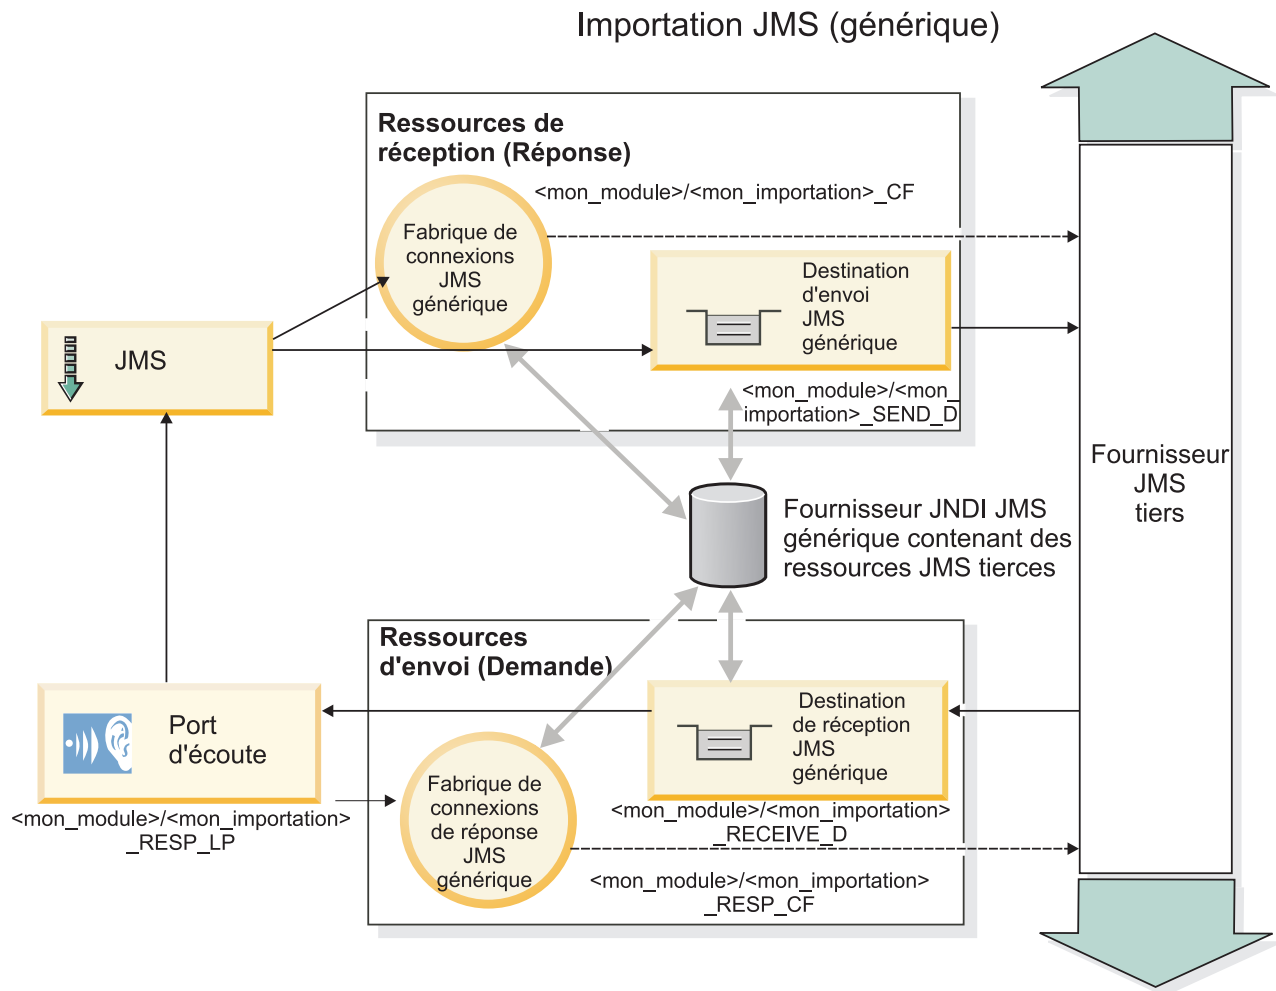 Importation JMS (générique)
Ressources de
réception (Réponse)
<mon_module>/<mon_importation>_CF
Fabrique de
connexions
JMS
générique
Destination
d'envoi
JMS
générique
JMS
<mon_module>/<mon_
importation>_SEND_D
Fournisseur
JMS
tiers
Fournisseur JNDI JMS
générique contenant des
ressources JMS tierces
Ressources
d'envoi (Demande)
Destination
de réception
JMS
générique
Port
d'écoute
<mon_module>/<mon_importation>
_RESP_LP
Fabrique de
connexions
de réponse
JMS
générique
<mon_module>/<mon_importation>
_RECEIVE_D
<mon_module>/<mon_importation>
_RESP_CF